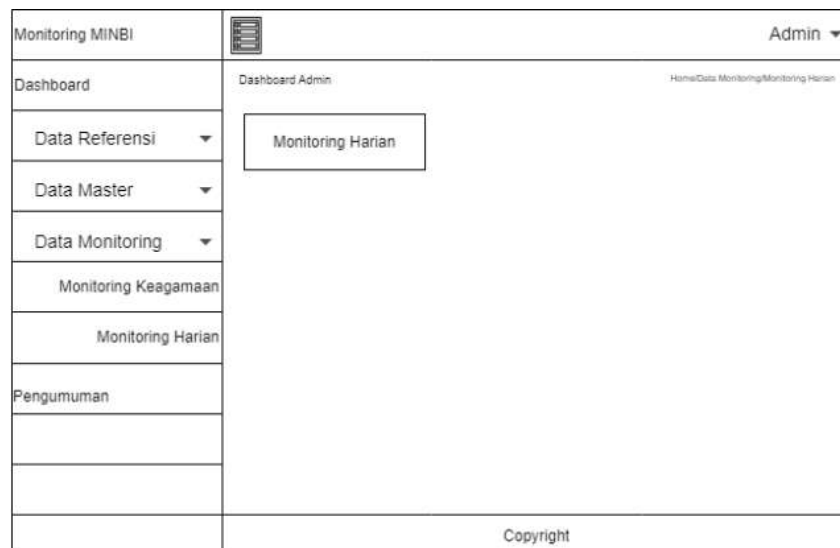 Monitoring MINBI
Admin
Dashboard
Dashboard Admin
Home/Data Monitoring/Monitoring Harian
Data Referensi
Monitoring Harian
Data Master
Data Monitoring
Monitoring Keagamaan
Monitoring Harian
Pengumuman
Copyright